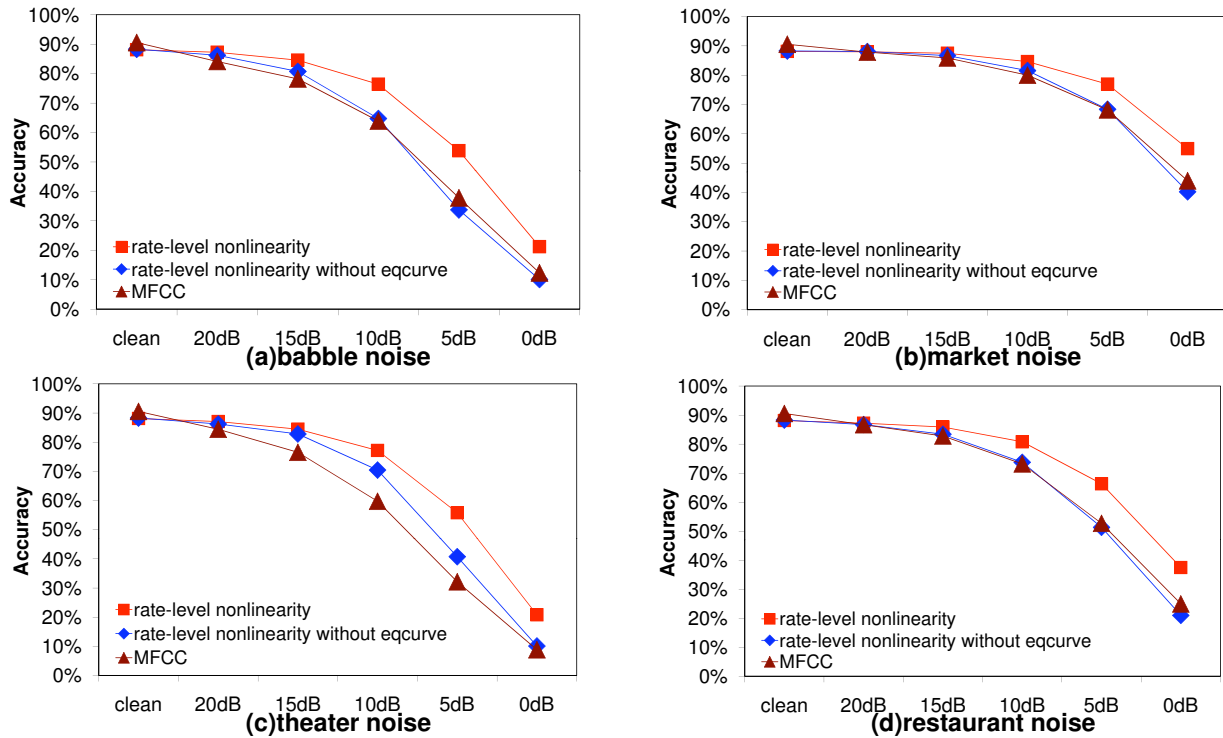 100%
90%
80%
70%
60%
50%
40%
30%
20%
10%
0%
Accuracy
rate-level nonlinearity
rate-level nonlinearity without eqcurve
MFCC
clean 20dB 15dB 10dB 5dB 0dB
(a)babble noise
100%
90%
80%
70%
60%
50%
40%
30%
20%
10%
0%
Accuracy
rate-level nonlinearity
rate-level nonlinearity without eqcurve
MFCC
clean 20dB 15dB 10dB 5dB 0dB
(b)market noise
100%
90%
80%
70%
60%
50%
40%
30%
20%
10%
0%
Accuracy
rate-level nonlinearity
rate-level nonlinearity without eqcurve
MFCC
clean 20dB 15dB 10dB 5dB 0dB
(c)theater noise
100%
90%
80%
70%
60%
50%
40%
30%
20%
10%
0%
Accuracy
rate-level nonlinearity
rate-level nonlinearity without eqcurve
MFCC
clean 20dB 15dB 10dB 5dB 0dB
(d)restaurant noise